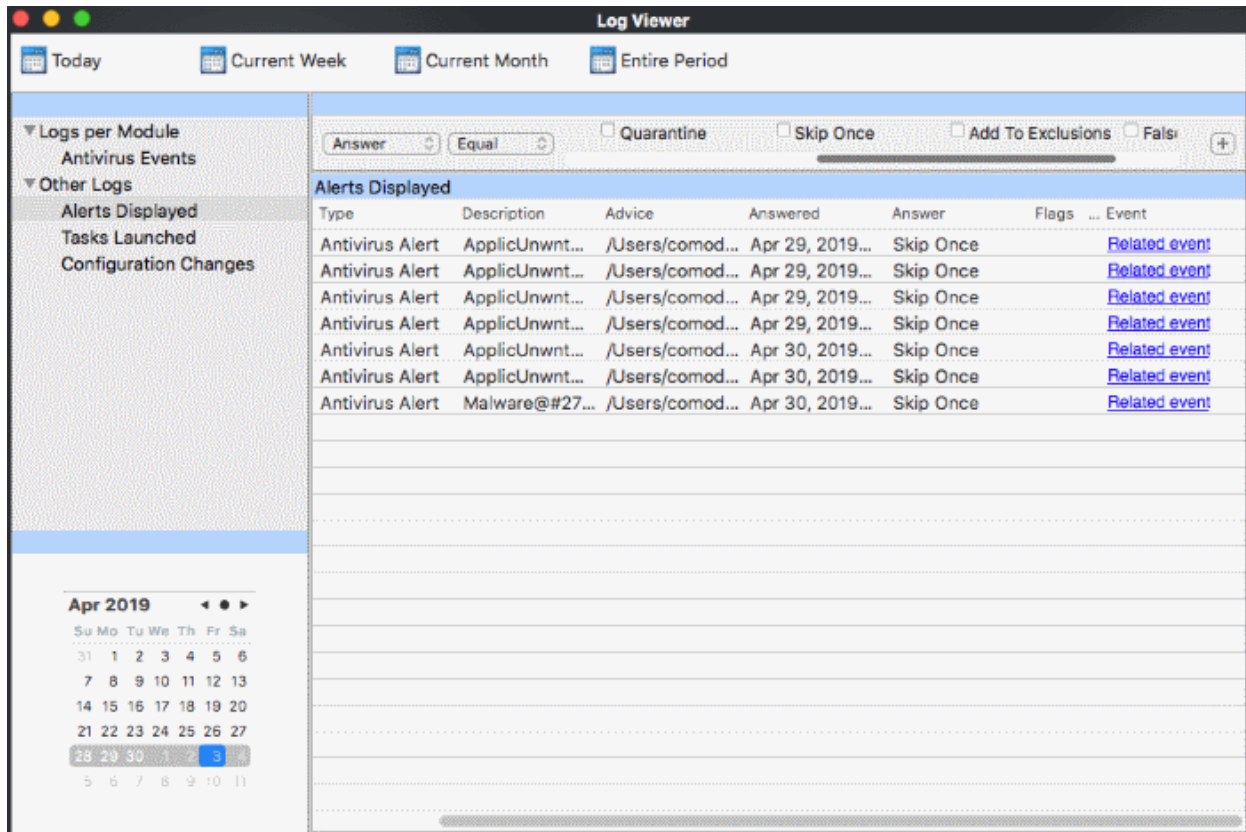 Log Viewer
Today Current Week Current Month Entire Period
Logs per Module
Antivirus Events
Other Logs
Alerts Displayed
Tasks Launched
Configuration Changes
Answer Equal Quarantine Skip Once Add To Exclusions
Alerts Displayed
Type Description Advice Answered Answer Flags ... Event
Antivirus Alert ApplicUnwnt... /Users/comod... Apr 29, 2019... Skip Once Related event
Antivirus Alert ApplicUnwnt... /Users/comod... Apr 29, 2019... Skip Once Related event
Antivirus Alert ApplicUnwnt... /Users/comod... Apr 29, 2019... Skip Once Related event
Antivirus Alert ApplicUnwnt... /Users/comod... Apr 29, 2019... Skip Once Related event
Antivirus Alert ApplicUnwnt... /Users/comod... Apr 30, 2019... Skip Once Related event
Antivirus Alert ApplicUnwnt... /Users/comod... Apr 30, 2019... Skip Once Related event
Antivirus Alert Malware@#27... /Users/comod... Apr 30, 2019... Skip Once Related event
Apr 2019
Su Mo Tu We Th Fr Sa
31 1 2 3 4 5 6
7 8 9 10 11 12 13
14 15 16 17 18 19 20
21 22 23 24 25 26 27
28 29 30 1 2 3 4
5 6 7 8 9 10 11